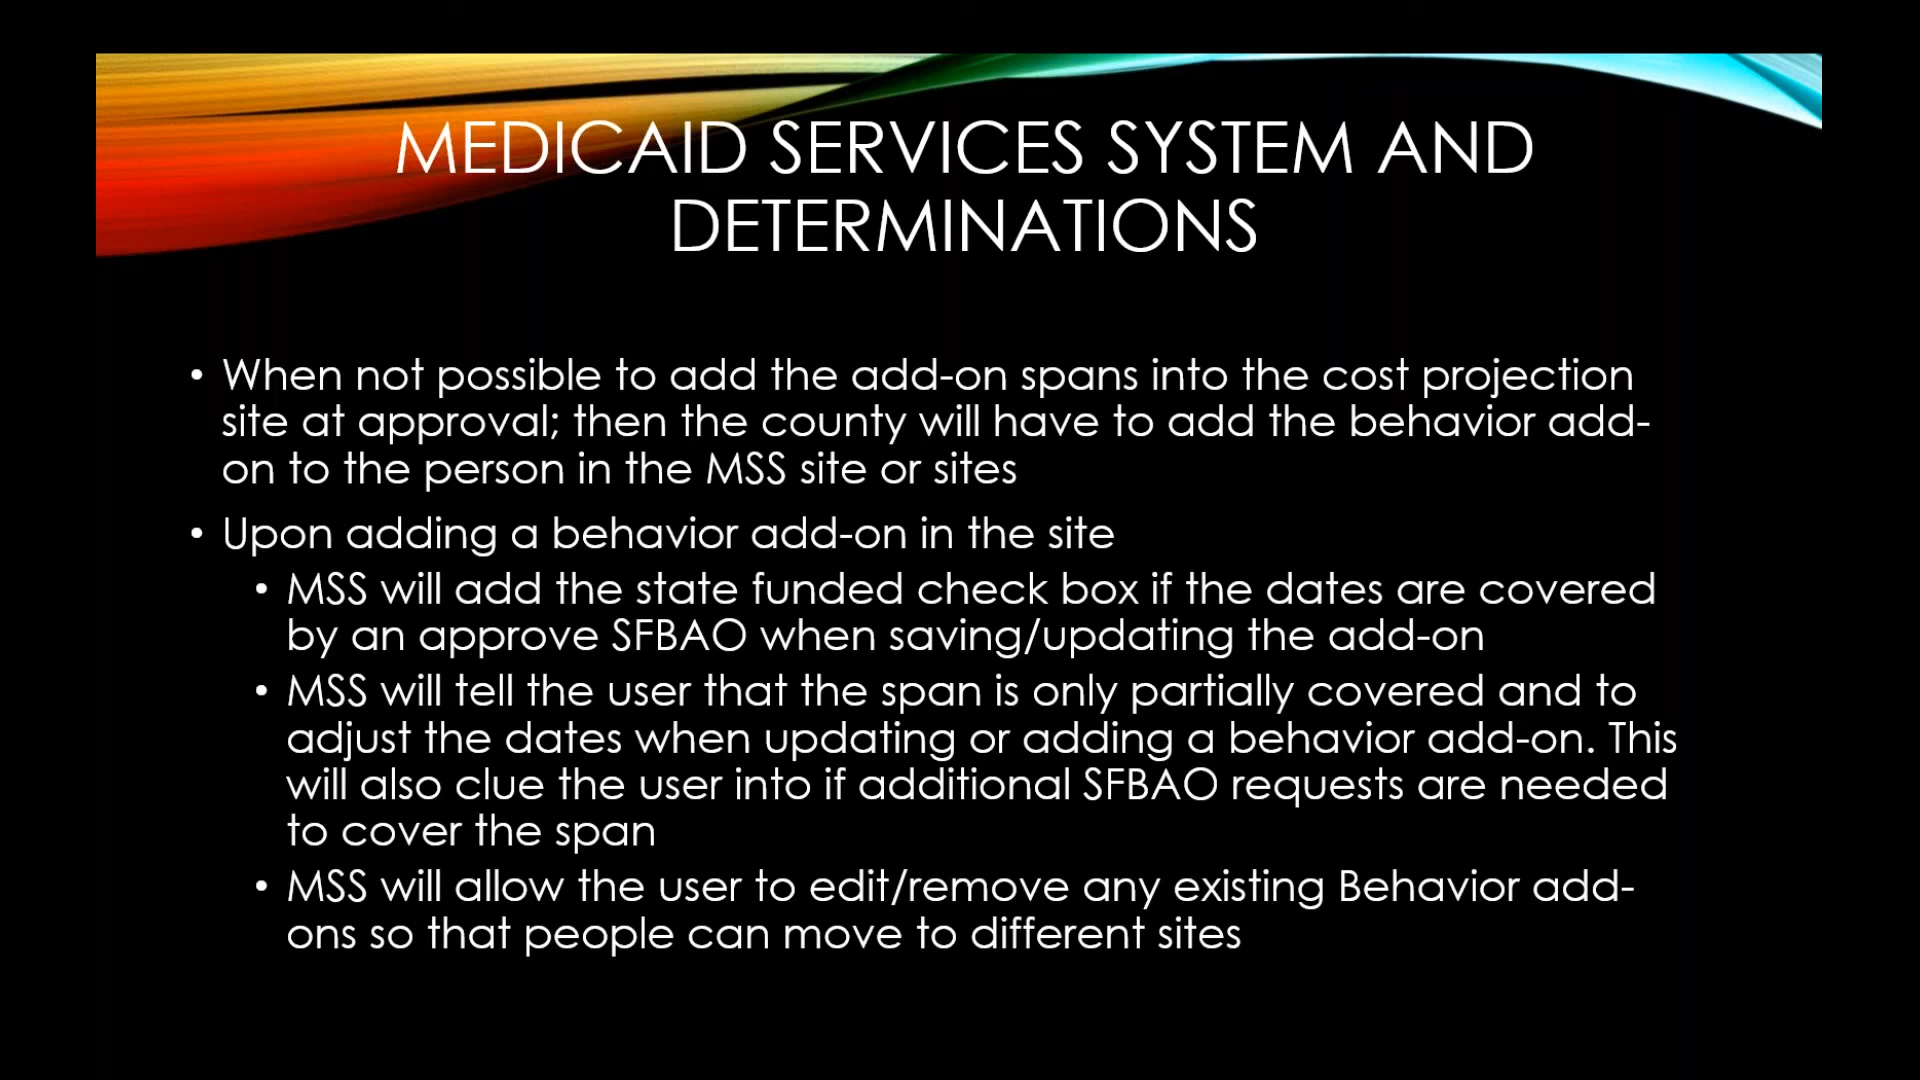 MEDICAID SERVICES SYSTEM AND
DETERMINATIONS
• When not possible to add the add-on spans into the cost projection
site at approval; then the county will have to add the behavior add-
on to the person in the MSS site or sites
• Upon adding a behavior add-on in the site
• MSS will add the state funded check box if the dates are covered
by an approve SFBAO when saving/updating the add-on
• MSS will tell the user that the span is only partially covered and to
adjust the dates when updating or adding a behavior add-on. This
will also clue the user into if additional SFBAO requests are needed
to cover the span
• MSS will allow the user to edit/remove any existing Behavior add-
ons so that people can move to different sites